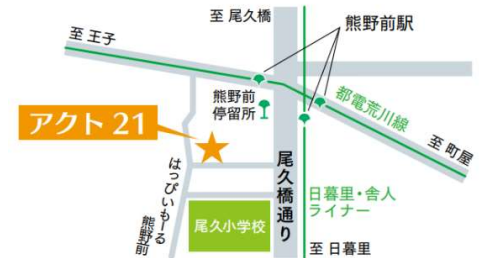 至 尾久橋
至 王子
熊野前駅
熊野前
停留所
都電荒川線
アクト 21
至 町屋
はっぴいもーる
熊野前
尾久橋通り
日暮里・舎人
ライナー
尾久小学校
至 日暮里